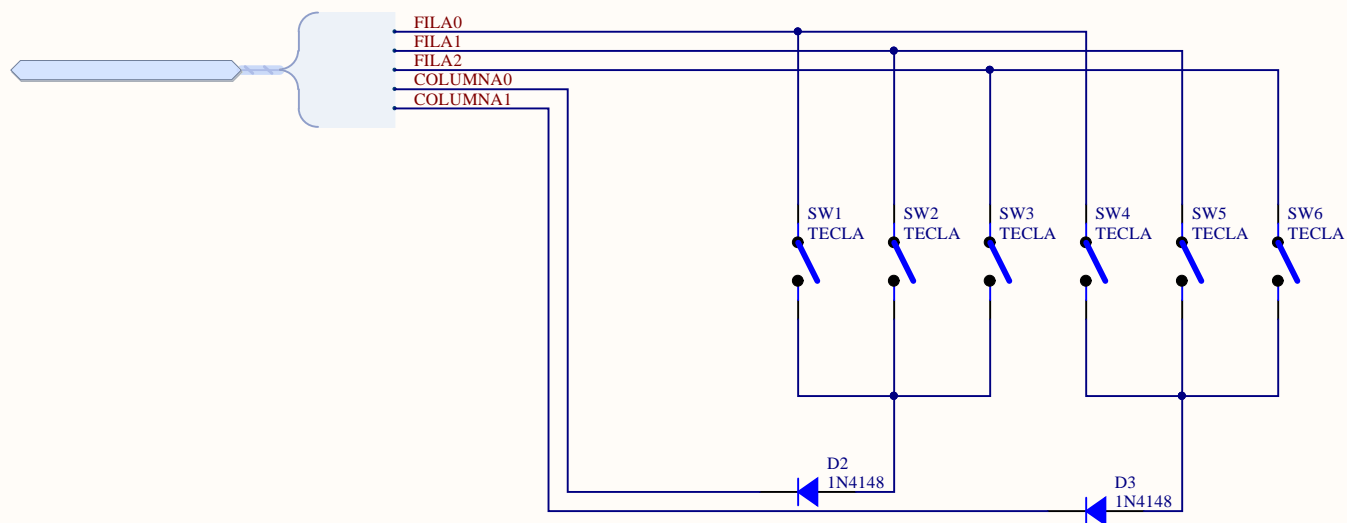 FILA0
FILA1
FILA2
COLUMNA0
COLUMNA1
SW1
TECLA
SW2
TECLA
SW3
TECLA
SW4
TECLA
SW5
TECLA
SW6
TECLA
D2
1N4148
D3
1N4148